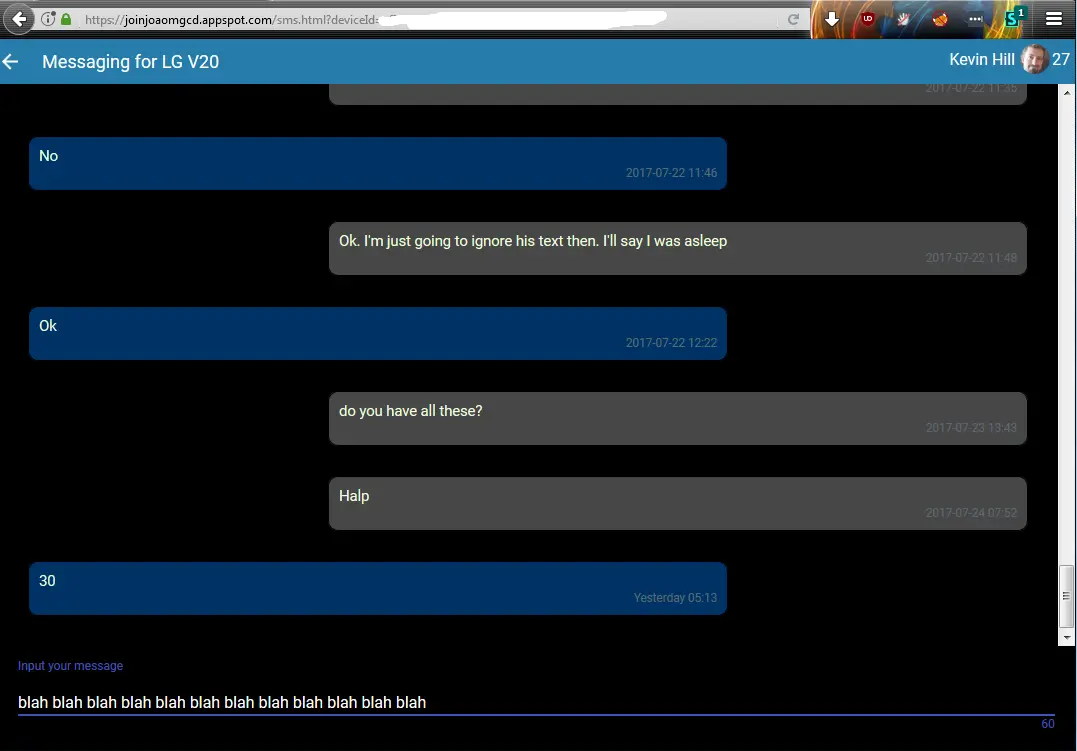 https://joinjoaomgcd.appspot.com/sms.html?deviceId=
1
Messaging for LG V20
Kevin Hill 27
2017-07-22 11:35
No
2017-07-22 11:46
Ok. I'm just going to ignore his text then. I'll say I was asleep
2017-07-22 11:48
Ok
2017-07-22 12:22
do you have all these?
2017-07-23 13:43
Halp
2017-07-24 07:52
30
Yesterday 05:13
Input your message
blah blah blah blah blah blah blah blah blah blah blah blah
60